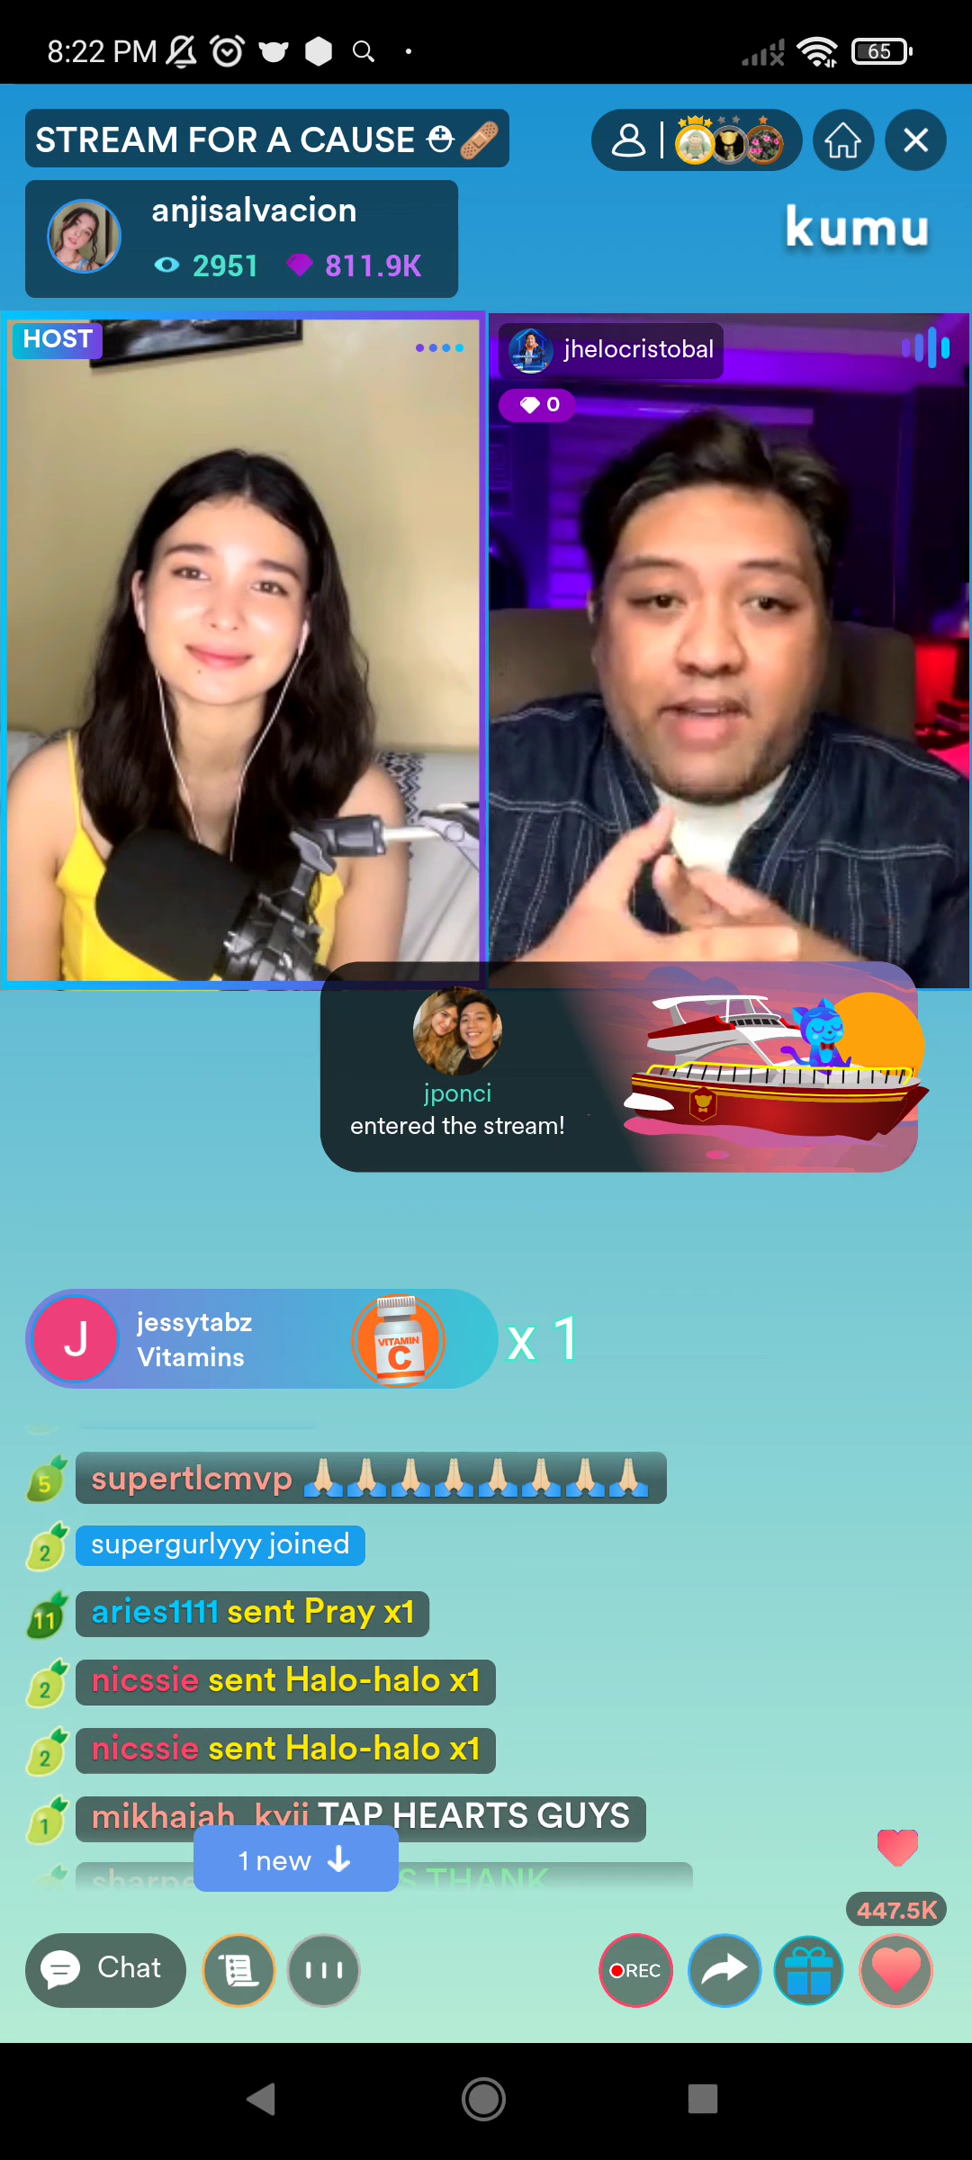 8:22 PM
65
STREAM FOR A CAUSE
kumu
anjisalvacion
2951 811.9K
HOST
jhelocristobal
0
jponci
entered the stream!
J
jessytabz
Vitamins
VITAMIN
C
x 1
5 supertlcmvp 🙏🏻🙏🏻🙏🏻🙏🏻🙏🏻🙏🏻🙏🏻🙏🏻
2 supergurlyyy joined
11 aries1111 sent Pray x1
2 nicssie sent Halo-halo x1
2 nicssie sent Halo-halo x1
1 mikhaiah_kyii TAP HEARTS GUYS
THANK
1 new
447.5K
Chat
REC